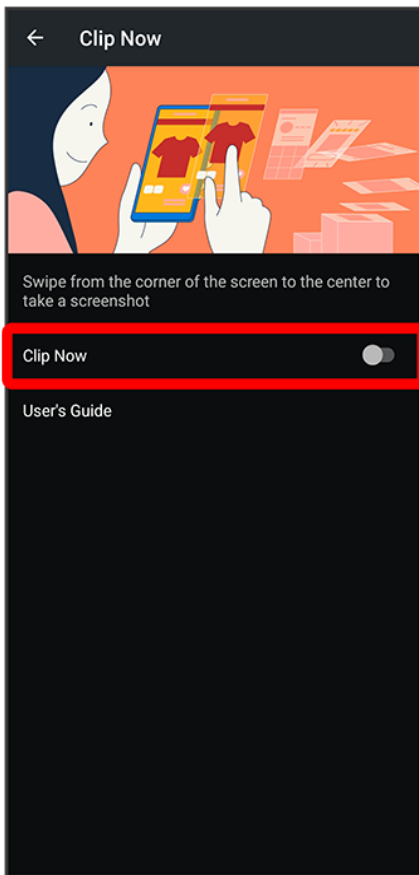 Clip Now
Swipe from the corner of the screen to the center to
take a screenshot
Clip Now
User's Guide